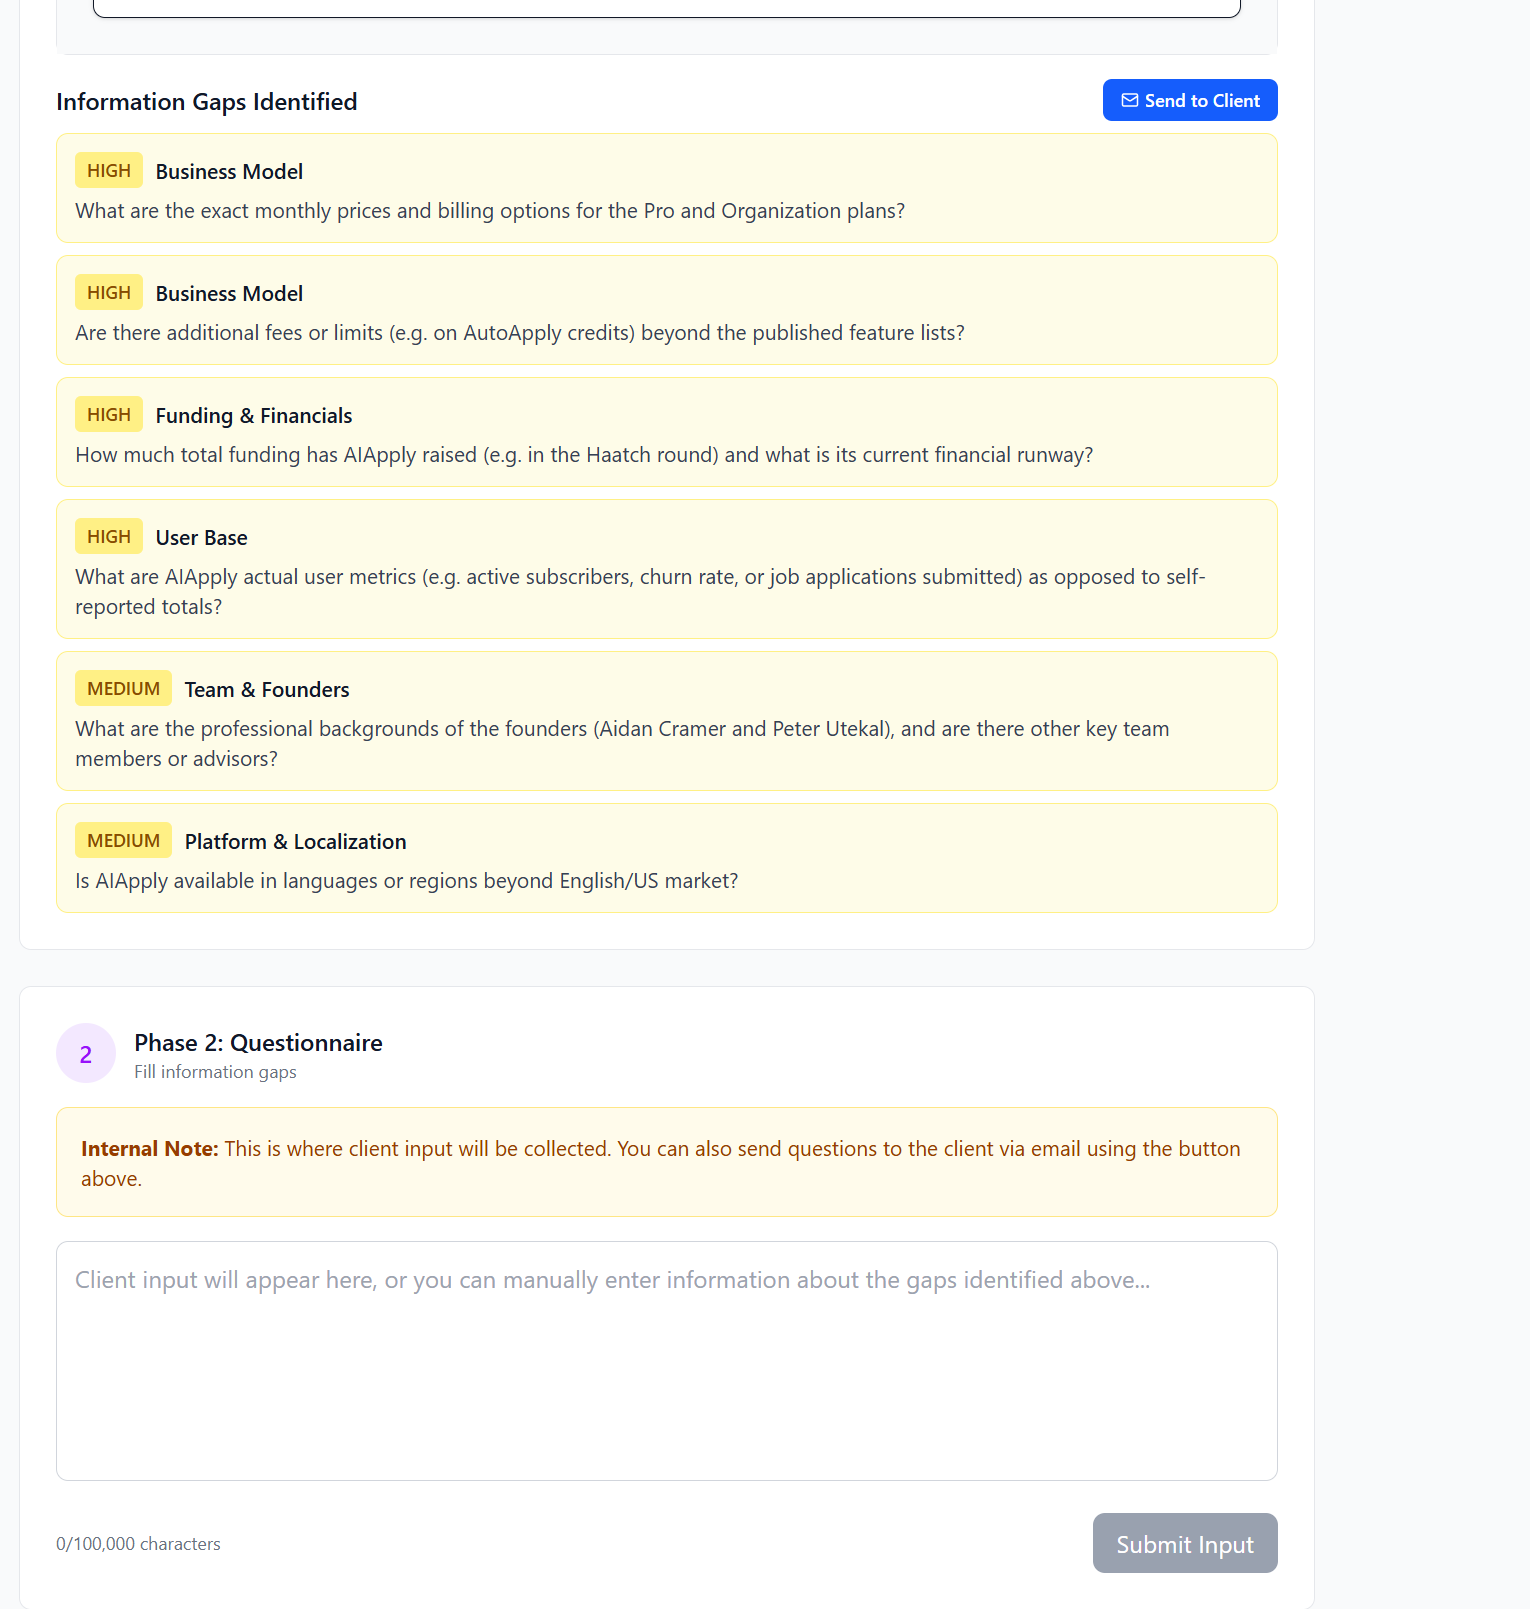 Information Gaps Identified
Send to Client
HIGH Business Model
What are the exact monthly prices and billing options for the Pro and Organization plans?
HIGH Business Model
Are there additional fees or limits (e.g. on AutoApply credits) beyond the published feature lists?
HIGH Funding & Financials
How much total funding has AIApply raised (e.g. in the Haatch round) and what is its current financial runway?
HIGH User Base
What are AIApply actual user metrics (e.g. active subscribers, churn rate, or job applications submitted) as opposed to self-
reported totals?
MEDIUM Team & Founders
What are the professional backgrounds of the founders (Aidan Cramer and Peter Utekal), and are there other key team
members or advisors?
MEDIUM Platform & Localization
Is AIApply available in languages or regions beyond English/US market?
2
Phase 2: Questionnaire
Fill information gaps
Internal Note: This is where client input will be collected. You can also send questions to the client via email using the button
above.
Client input will appear here, or you can manually enter information about the gaps identified above...
0/100,000 characters
Submit Input